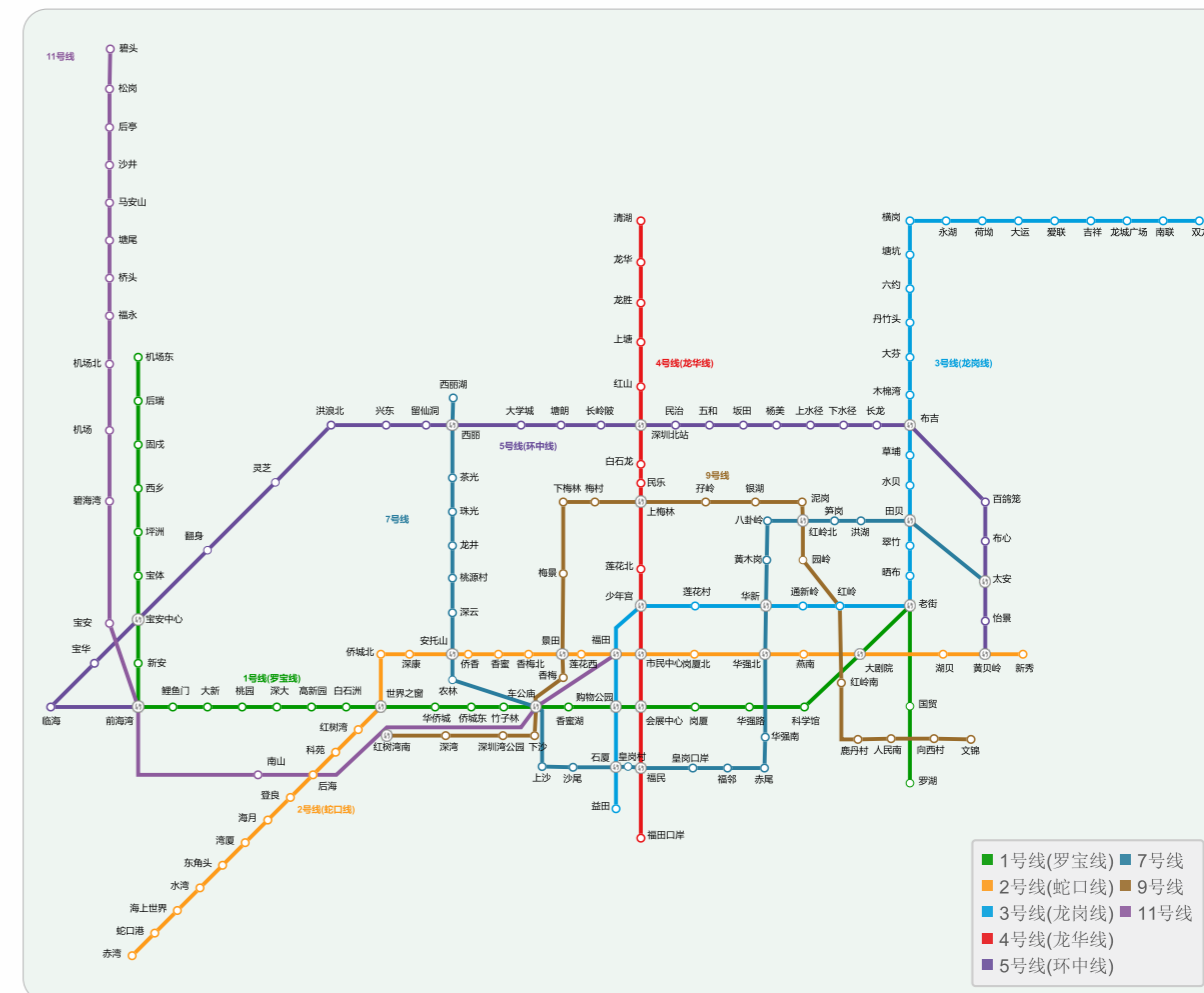 碧头
11号线
松岗
后亭
沙井
马安山
塘尾
桥头
福永
机场北
机场
碧海湾
宝安
机场东
后瑞
固戍
西乡
坪洲
宝体
宝安中心
新安
宝华
临海
前海湾
翻身
灵芝
洪浪北
兴东
留仙洞
西丽湖
西丽
大学城
塘朗
长岭陂
5号线(环中线)
清湖
龙华
龙胜
上塘
4号线(龙华线)
红山
深圳北站
民治
五和
坂田
杨美
上水径
下水径
长龙
布吉
横岗
永湖
荷坳
大运
爱联
吉祥
龙城广场
南联
双龙
塘坑
六约
丹竹头
大芬
3号线(龙岗线)
木棉湾
草埔
水贝
田贝
翠竹
晒布
老街
百鸽笼
布心
太安
怡景
黄贝岭
新秀
湖贝
白石龙
民乐
上梅林
9号线
下梅林
梅村
孖岭
银湖
泥岗
八卦岭
红岭北
笋岗
洪湖
黄木岗
园岭
莲花北
少年宫
莲花村
华新
通新岭
红岭
7号线
茶光
珠光
龙井
桃源村
深云
安托山
农林
梅景
景田
香梅
侨城北
深康
侨香
香蜜
香梅北
莲花西
福田
市民中心
岗厦北
华强北
燕南
大剧院
红岭南
1号线(罗宝线)
鲤鱼门
大新
桃园
深大
高新园
白石洲
世界之窗
华侨城
侨城东
竹子林
车公庙
香蜜湖
购物公园
会展中心
岗厦
华强路
科学馆
国贸
罗湖
红树湾
科苑
后海
南山
登良
2号线(蛇口线)
海月
湾厦
东角头
水湾
海上世界
蛇口港
赤湾
红树湾南
深湾
深圳湾公园
下沙
上沙
沙尾
石厦
皇岗村
福民
皇岗口岸
福邻
赤尾
华强南
益田
福田口岸
鹿丹村
人民南
向西村
文锦
1号线(罗宝线)
7号线
2号线(蛇口线)
9号线
3号线(龙岗线)
11号线
4号线(龙华线)
5号线(环中线)